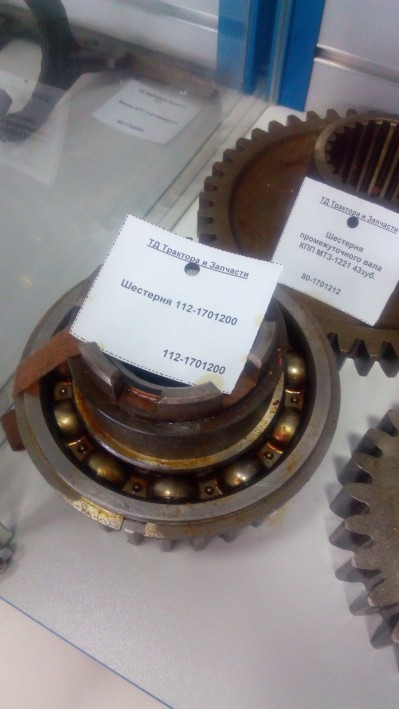 ТД Трактора и Запчасти
Шестерня 112-1701200
112-1701200
ТД Трактора и Запчасти
Шестерня
промежуточного вала
КПП МТЗ-1221 43зуб.
80-1701212